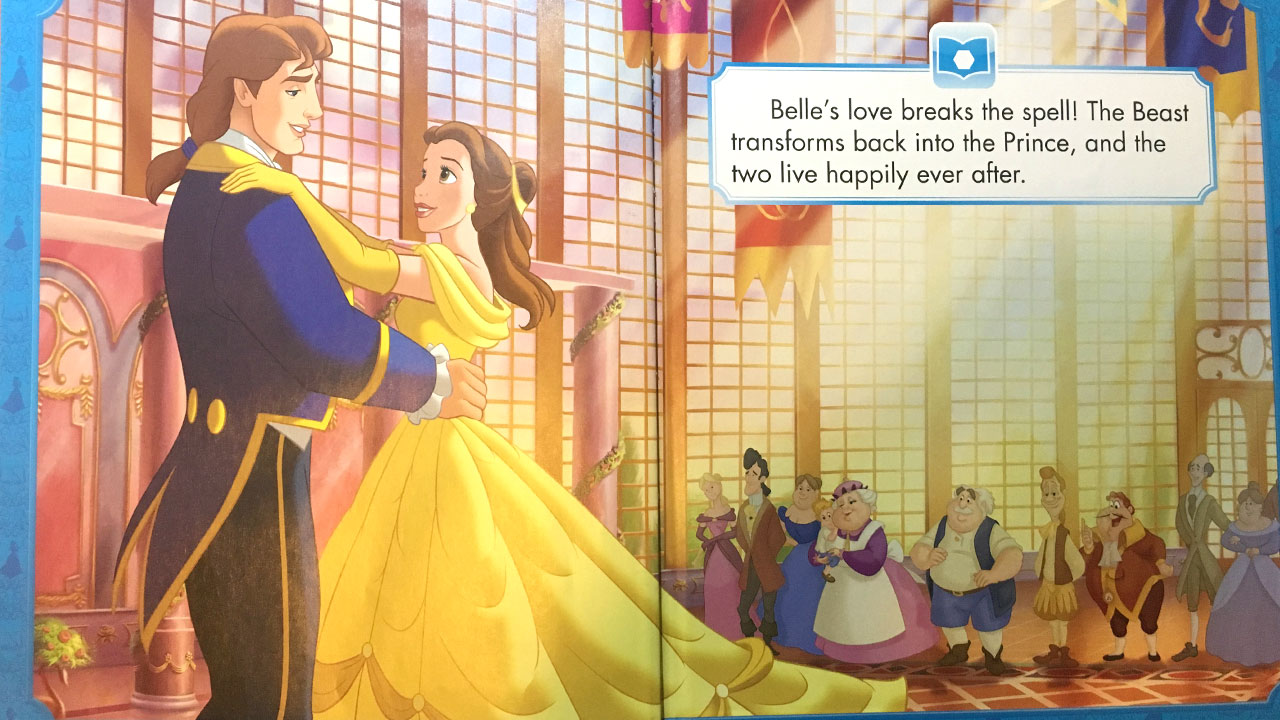 Belle's love breaks the spell! The Beast
transforms back into the Prince, and the
two live happily ever after.